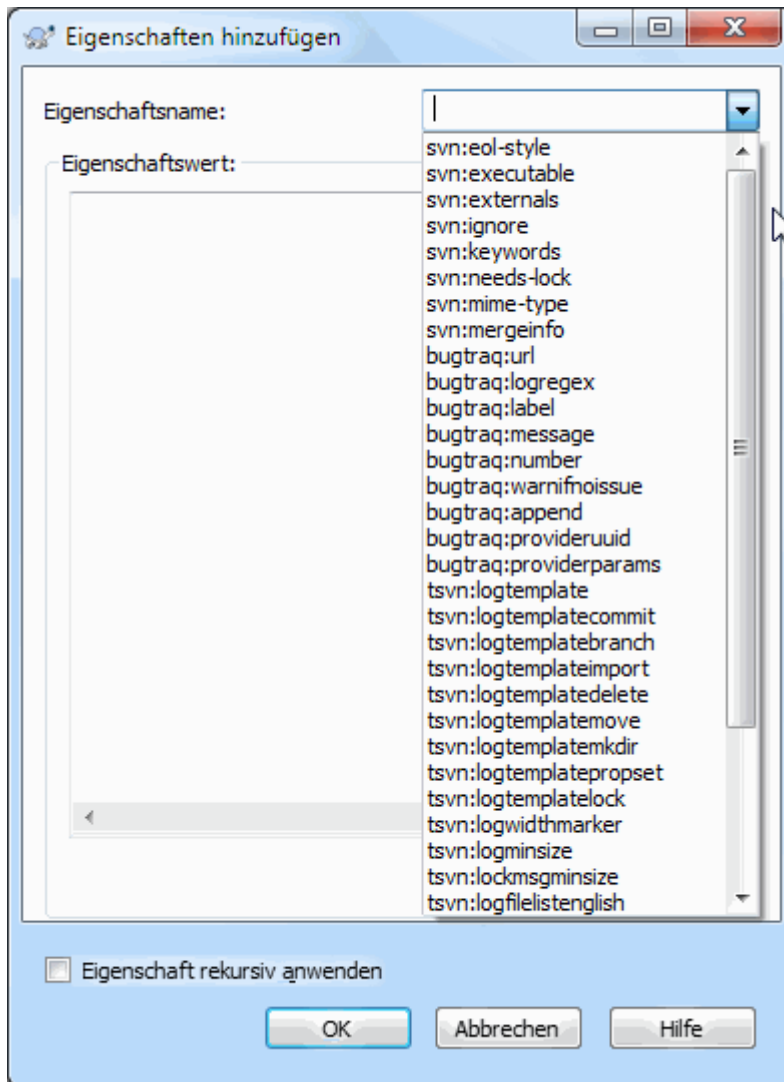 Eigenschaften hinzufügen
Eigenschaftsname:
Eigenschaftswert:
svn:eol-style
svn:executable
svn:externals
svn:ignore
svn:keywords
svn:needs-lock
svn:mime-type
svn:mergeinfo
bugtraq:url
bugtraq:logregex
bugtraq:label
bugtraq:message
bugtraq:number
bugtraq:warnifnoissue
bugtraq:append
bugtraq:provideruuid
bugtraq:providerparams
tsvn:logtemplate
tsvn:logtemplatecommit
tsvn:logtemplatebranch
tsvn:logtemplateimport
tsvn:logtemplatedelete
tsvn:logtemplatemove
tsvn:logtemplatemkdir
tsvn:logtemplatepropset
tsvn:logtemplatelock
tsvn:logwidthmarker
tsvn:logminsize
tsvn:lockmsgminsize
tsvn:logfilelistenglish
Eigenschaft rekursiv anwenden
OK
Abbrechen
Hilfe